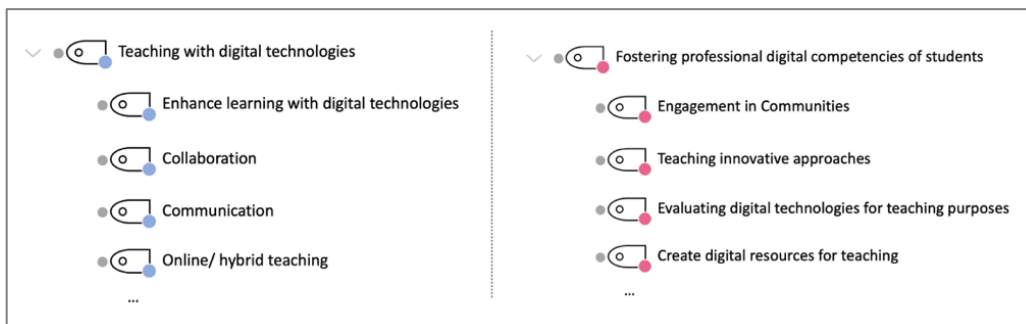 Teaching with digital technologies
Enhance learning with digital technologies
Collaboration
Communication
Online/ hybrid teaching
...
Fostering professional digital competencies of students
Engagement in Communities
Teaching innovative approaches
Evaluating digital technologies for teaching purposes
Create digital resources for teaching
...